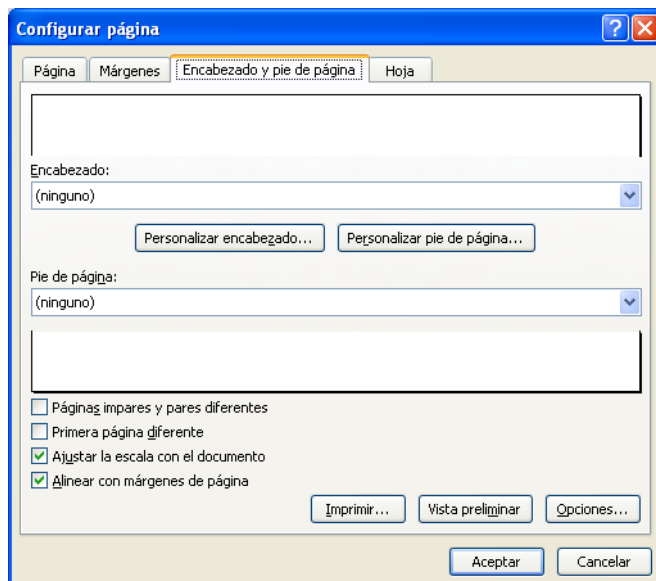 Configurar página
Página Márgenes Encabezado y pie de página Hoja
Encabezado:
(ninguno)
Personalizar encabezado... Personalizar pie de página...
Pie de página:
(ninguno)
Páginas impares y pares diferentes
Primera página diferente
Ajustar la escala con el documento
Alinear con márgenes de página
Imprimir... Vista preliminar Opciones...
Aceptar Cancelar